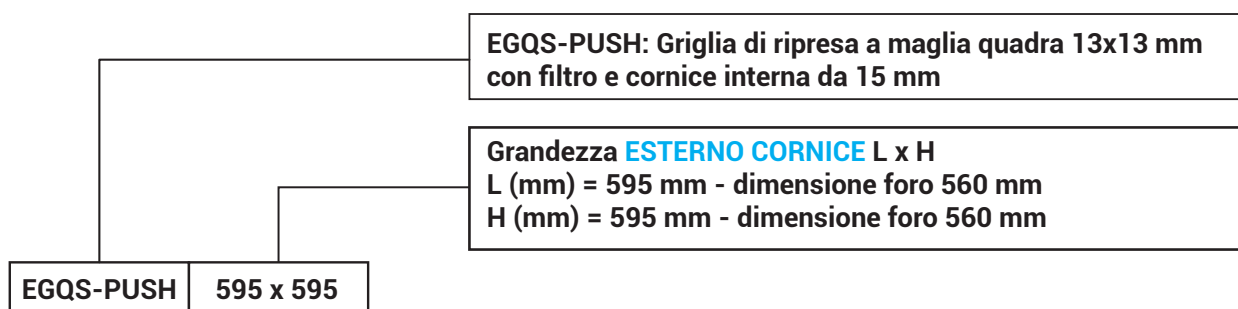 EGQS-PUSH: Griglia di ripresa a maglia quadra 13x13 mm
con filtro e cornice interna da 15 mm
Grandezza ESTERNO CORNICE L x H
L (mm) = 595 mm - dimensione foro 560 mm
H (mm) = 595 mm - dimensione foro 560 mm
EGQS-PUSH 595 x 595